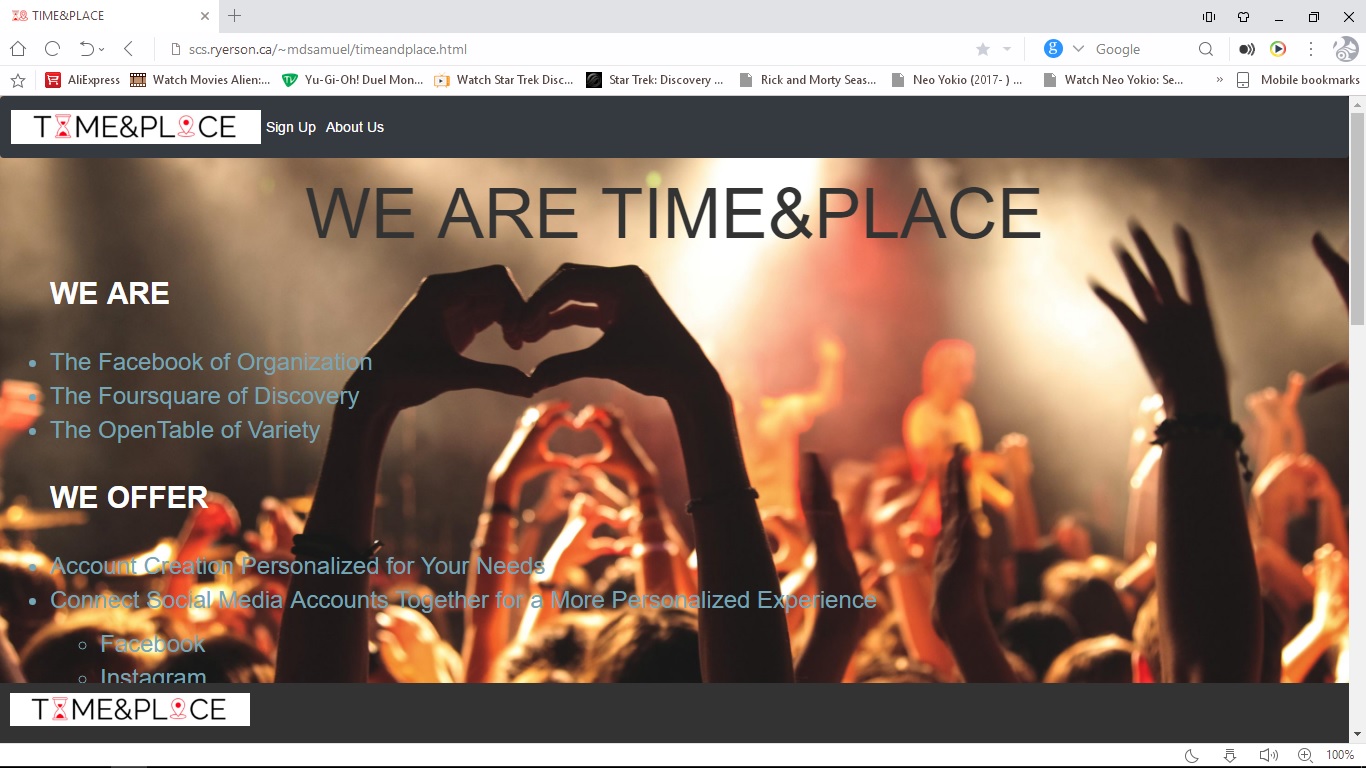 TIME&PLACE
scs.ryerson.ca/~mdsamuel/timeandplace.html
Google
AliExpress Watch Movies Alien:... Yu-Gi-Oh! Duel Mon... Watch Star Trek Disc... Star Trek: Discovery ... Rick and Morty Seas... Neo Yokio (2017- ) ... Watch Neo Yokio: Se... » Mobile bookmarks
TIME&PLACE Sign Up About Us
WE ARE TIME&PLACE
WE ARE
• The Facebook of Organization
• The Foursquare of Discovery
• The OpenTable of Variety
WE OFFER
• Account Creation Personalized for Your Needs
• Connect Social Media Accounts Together for a More Personalized Experience
○ Facebook
○ Instagram
TIME&PLACE
100%